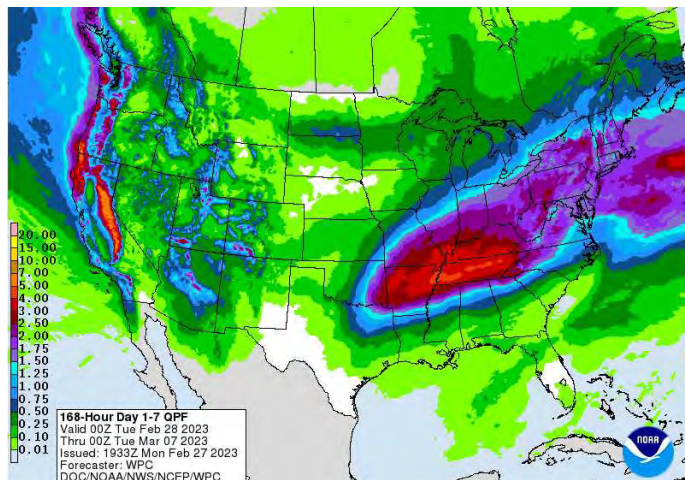 20.00
15.00
10.00
7.00
5.00
4.00
3.00
2.50
2.00
1.75
1.50
1.25
1.00
0.75
0.50
0.25
0.10
0.01
168-Hour Day 1-7 QPF
Valid 00Z Tue Feb 28 2023
Thru 00Z Tue Mar 07 2023
Issued: 1933Z Mon Feb 27 2023
Forecaster: WPC
DOC/NOAA/NWS/NCEP/WPC
NOAA